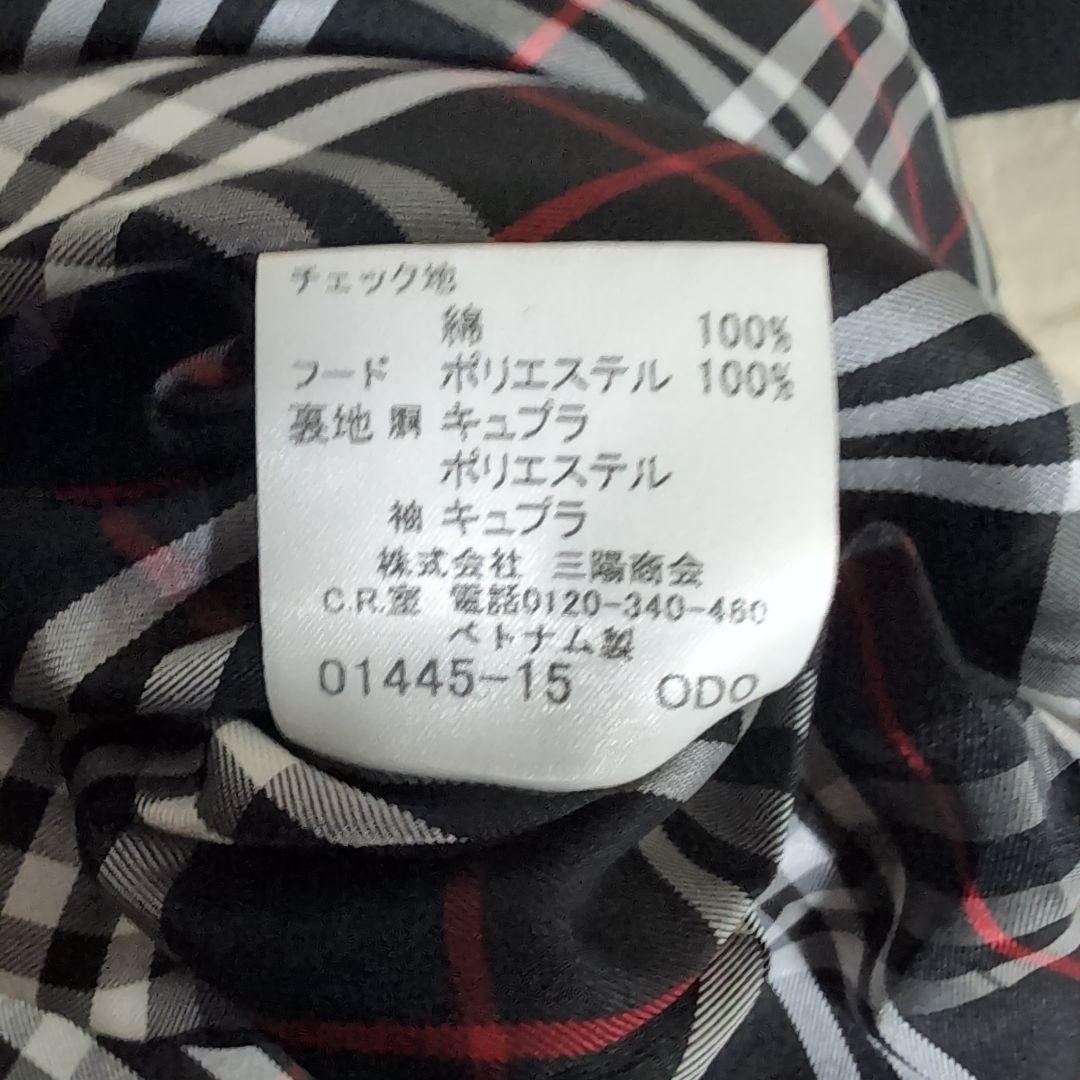 チェック地
綿 100%
フード ポリエステル 100%
裏地 胴 キュプラ
ポリエステル
袖 キュプラ
株式会社 三陽商会
C.R.室 電話0120-340-460
ベトナム製
01445-15 ODO